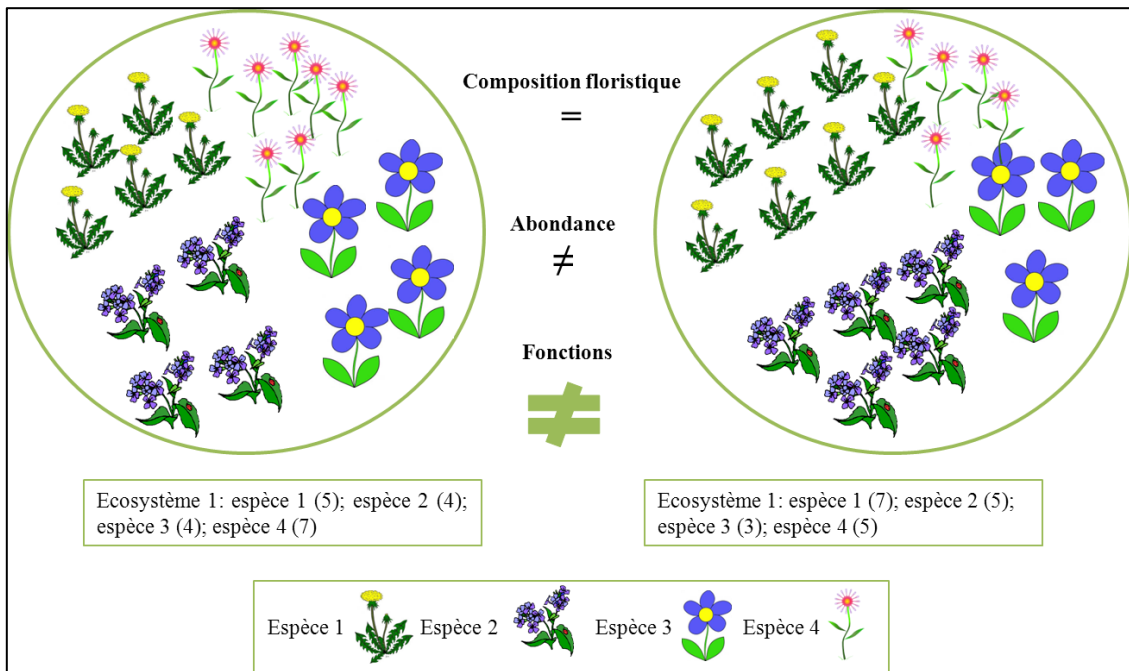 Composition floristique
=
Abondance
≠
Fonctions
≠
Ecosystème 1: espèce 1 (5); espèce 2 (4);
espèce 3 (4); espèce 4 (7)
Ecosystème 1: espèce 1 (7); espèce 2 (5);
espèce 3 (3); espèce 4 (5)
Espèce 1
Espèce 2
Espèce 3
Espèce 4